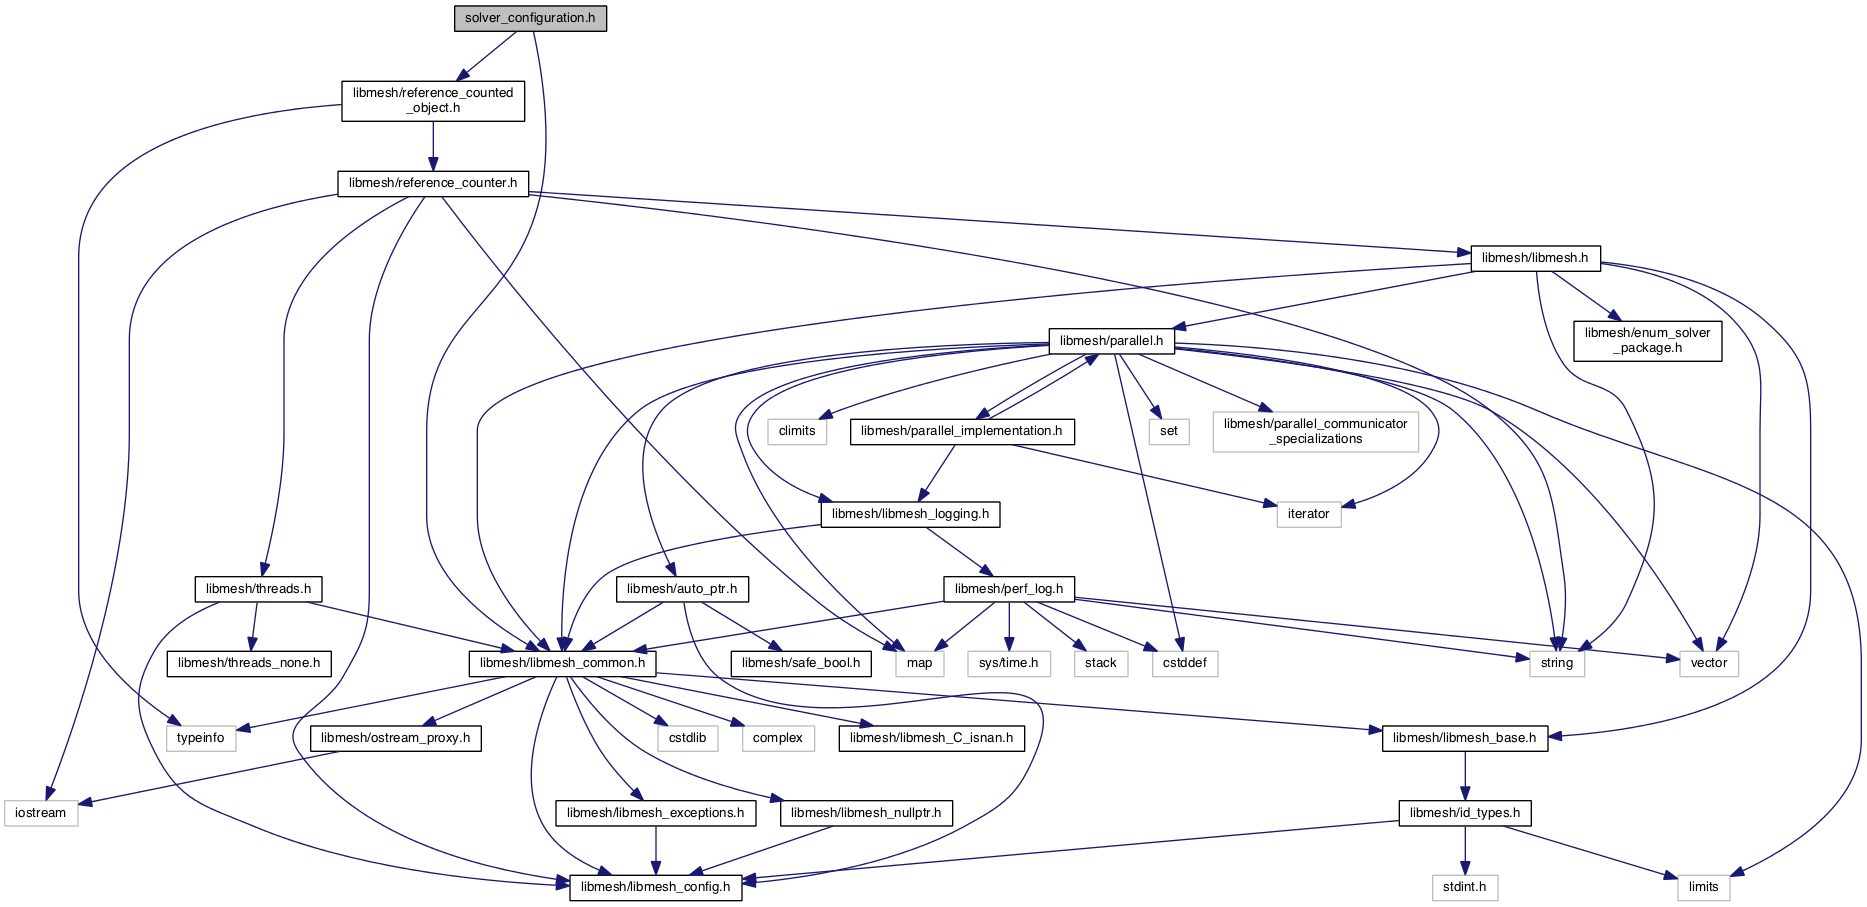 solver_configuration.h
libmesh/reference_counted
_object.h
libmesh/reference_counter.h
libmesh/libmesh.h
libmesh/parallel.h
libmesh/enum_solver
_package.h
climits
libmesh/parallel_implementation.h
set
libmesh/parallel_communicator
_specializations
libmesh/libmesh_logging.h
iterator
libmesh/threads.h
libmesh/auto_ptr.h
libmesh/perf_log.h
libmesh/threads_none.h
libmesh/libmesh_common.h
libmesh/safe_bool.h
map
sys/time.h
stack
cstddef
string
vector
typeinfo
libmesh/ostream_proxy.h
cstdlib
complex
libmesh/libmesh_C_isnan.h
libmesh/libmesh_base.h
iostream
libmesh/libmesh_exceptions.h
libmesh/libmesh_nullptr.h
libmesh/id_types.h
libmesh/libmesh_config.h
stdint.h
limits